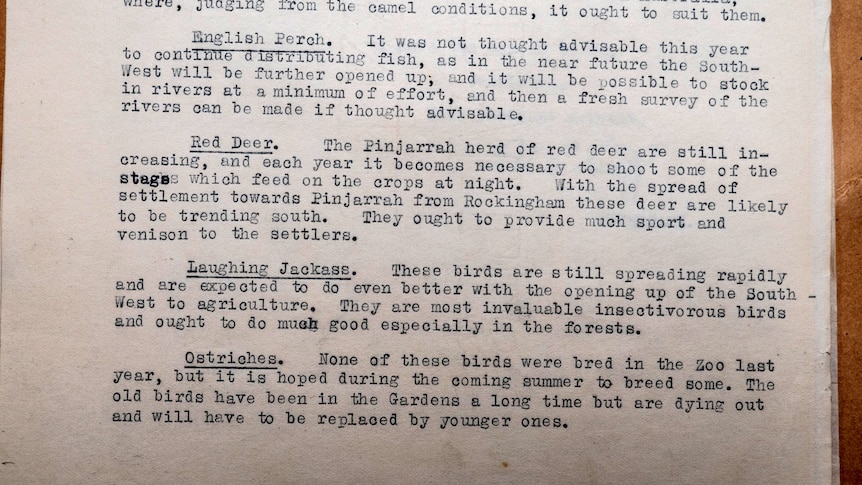 where, judging from the camel conditions, it ought to suit them.
English Perch. It was not thought advisable this year
to continue distributing fish, as in the near future the South-
West will be further opened up, and it will be possible to stock
in rivers at a minimum of effort, and then a fresh survey of the
rivers can be made if thought advisable.
Red Deer. The Pinjarrah herd of red deer are still in-
creasing, and each year it becomes necessary to shoot some of the
stags which feed on the crops at night. With the spread of
settlement towards Pinjarrah from Rockingham these deer are likely
to be trending south. They ought to provide much sport and
venison to the settlers.
Laughing Jackass. These birds are still spreading rapidly
and are expected to do even better with the opening up of the South -
West to agriculture. They are most invaluable insectivorous birds
and ought to do much good especially in the forests.
Ostriches. None of these birds were bred in the Zoo last
year, but it is hoped during the coming summer to breed some. The
old birds have been in the Gardens a long time but are dying out
and will have to be replaced by younger ones.